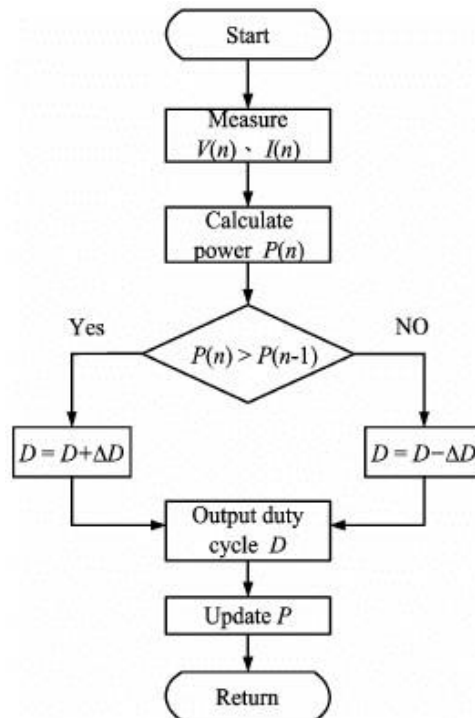 Start
Measure
V(n)、 I(n)
Calculate
power P(n)
Yes
NO
P(n) > P(n-1)
D = D+ΔD
D = D−ΔD
Output duty
cycle D
Update P
Return